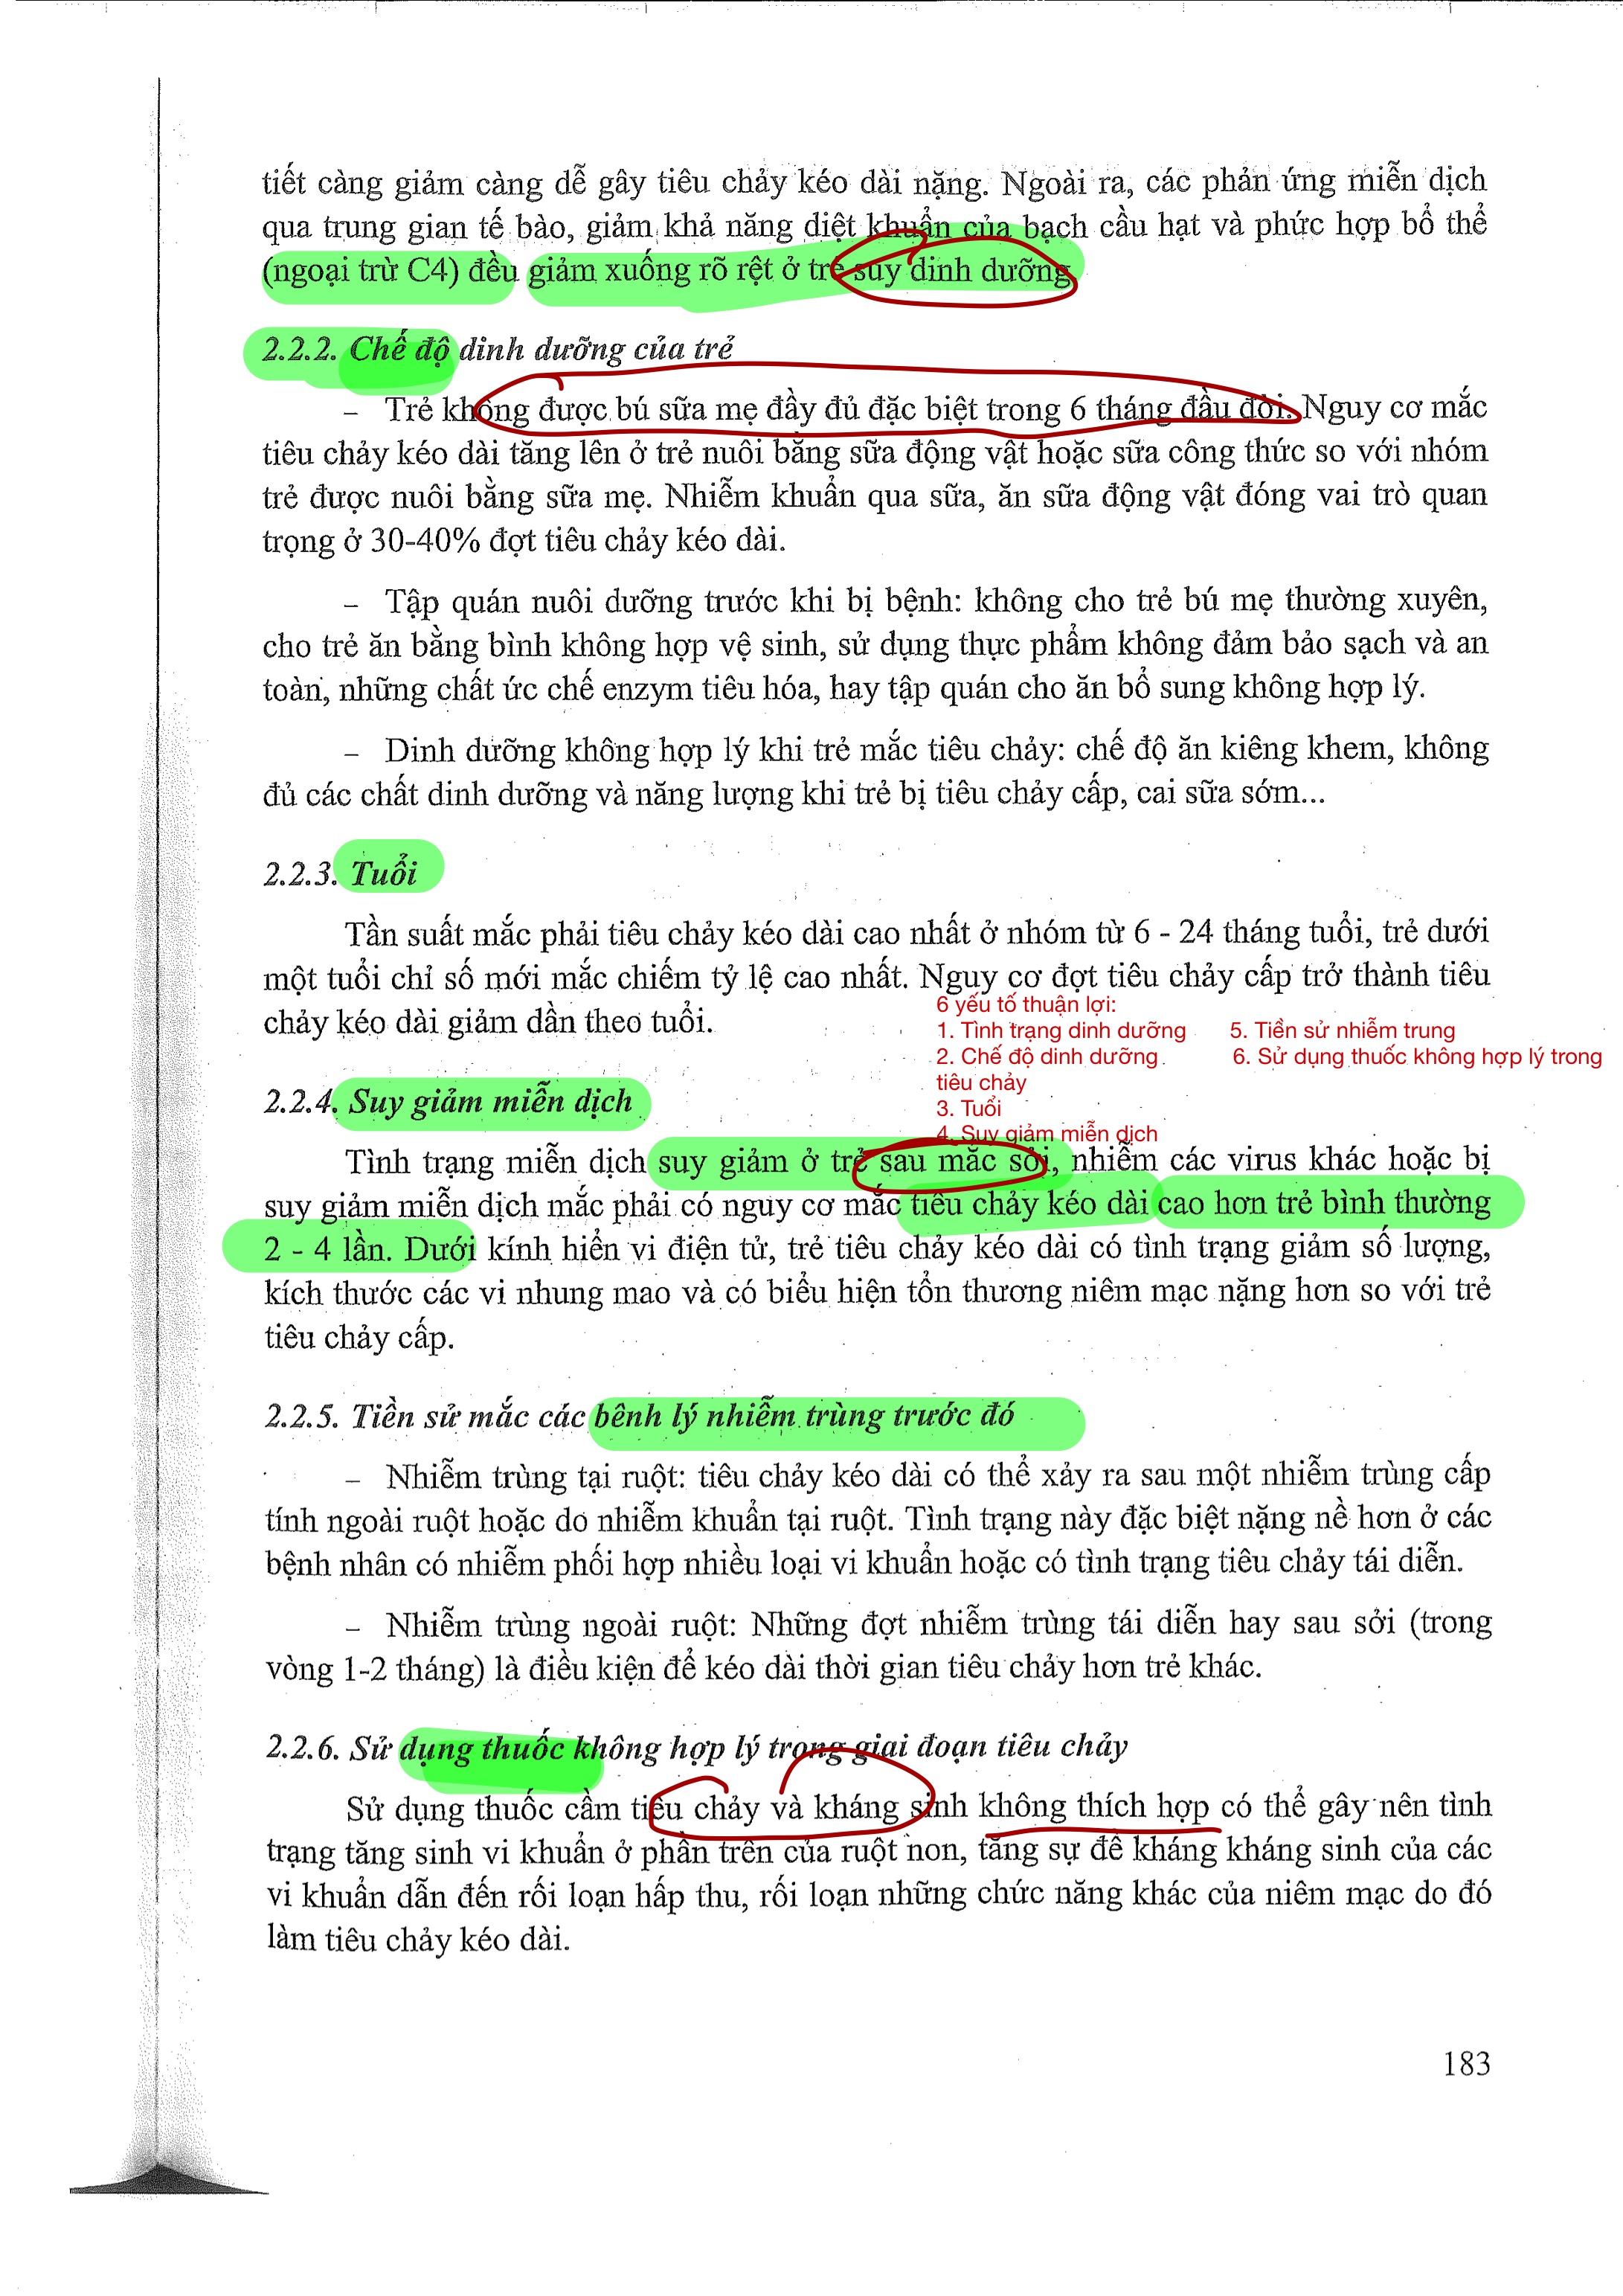 tiết càng giảm càng dễ gây tiêu chảy kéo dài nặng. Ngoài ra, các phản ứng miễn dịch
qua trung gian tế bào, giảm khả năng diệt khuẩn của bạch cầu hạt và phức hợp bổ thể
(ngoại trừ C4) đều giảm xuống rõ rệt ở trẻ suy dinh dưỡng.
2.2.2. Chế độ dinh dưỡng của trẻ
– Trẻ không được bú sữa mẹ đầy đủ đặc biệt trong 6 tháng đầu đời. Nguy cơ mắc
tiêu chảy kéo dài tăng lên ở trẻ nuôi bằng sữa động vật hoặc sữa công thức so với nhóm
trẻ được nuôi bằng sữa mẹ. Nhiễm khuẩn qua sữa, ăn sữa động vật đóng vai trò quan
trọng ở 30-40% đợt tiêu chảy kéo dài.
– Tập quán nuôi dưỡng trước khi bị bệnh: không cho trẻ bú mẹ thường xuyên,
cho trẻ ăn bằng bình không hợp vệ sinh, sử dụng thực phẩm không đảm bảo sạch và an
toàn, những chất ức chế enzym tiêu hóa, hay tập quán cho ăn bổ sung không hợp lý.
– Dinh dưỡng không hợp lý khi trẻ mắc tiêu chảy: chế độ ăn kiêng khem, không
đủ các chất dinh dưỡng và năng lượng khi trẻ bị tiêu chảy cấp, cai sữa sớm...
2.2.3. Tuổi
Tần suất mắc phải tiêu chảy kéo dài cao nhất ở nhóm từ 6 - 24 tháng tuổi, trẻ dưới
một tuổi chỉ số mới mắc chiếm tỷ lệ cao nhất. Nguy cơ đợt tiêu chảy cấp trở thành tiêu
chảy kéo dài giảm dần theo tuổi.
6 yếu tố thuận lợi:
1. Tình trạng dinh dưỡng 5. Tiền sử nhiễm trung
2. Chế độ dinh dưỡng 6. Sử dụng thuốc không hợp lý trong
tiêu chảy
3. Tuổi
4. Suy giảm miễn dịch
2.2.4. Suy giảm miễn dịch
Tình trạng miễn dịch suy giảm ở trẻ sau mắc sởi, nhiễm các virus khác hoặc bị
suy giảm miễn dịch mắc phải có nguy cơ mắc tiêu chảy kéo dài cao hơn trẻ bình thường
2 - 4 lần. Dưới kính hiển vi điện tử, trẻ tiêu chảy kéo dài có tình trạng giảm số lượng,
kích thước các vi nhung mao và có biểu hiện tổn thương niêm mạc nặng hơn so với trẻ
tiêu chảy cấp.
2.2.5. Tiền sử mắc các bênh lý nhiễm trùng trước đó
– Nhiễm trùng tại ruột: tiêu chảy kéo dài có thể xảy ra sau một nhiễm trùng cấp
tính ngoài ruột hoặc do nhiễm khuẩn tại ruột. Tình trạng này đặc biệt nặng nề hơn ở các
bệnh nhân có nhiễm phối hợp nhiều loại vi khuẩn hoặc có tình trạng tiêu chảy tái diễn.
– Nhiễm trùng ngoài ruột: Những đợt nhiễm trùng tái diễn hay sau sởi (trong
vòng 1-2 tháng) là điều kiện để kéo dài thời gian tiêu chảy hơn trẻ khác.
2.2.6. Sử dụng thuốc không hợp lý trong giai đoạn tiêu chảy
Sử dụng thuốc cầm tiêu chảy và kháng sinh không thích hợp có thể gây nên tình
trạng tăng sinh vi khuẩn ở phần trên của ruột non, tăng sự đề kháng kháng sinh của các
vi khuẩn dẫn đến rối loạn hấp thu, rối loạn những chức năng khác của niêm mạc do đó
làm tiêu chảy kéo dài.
183